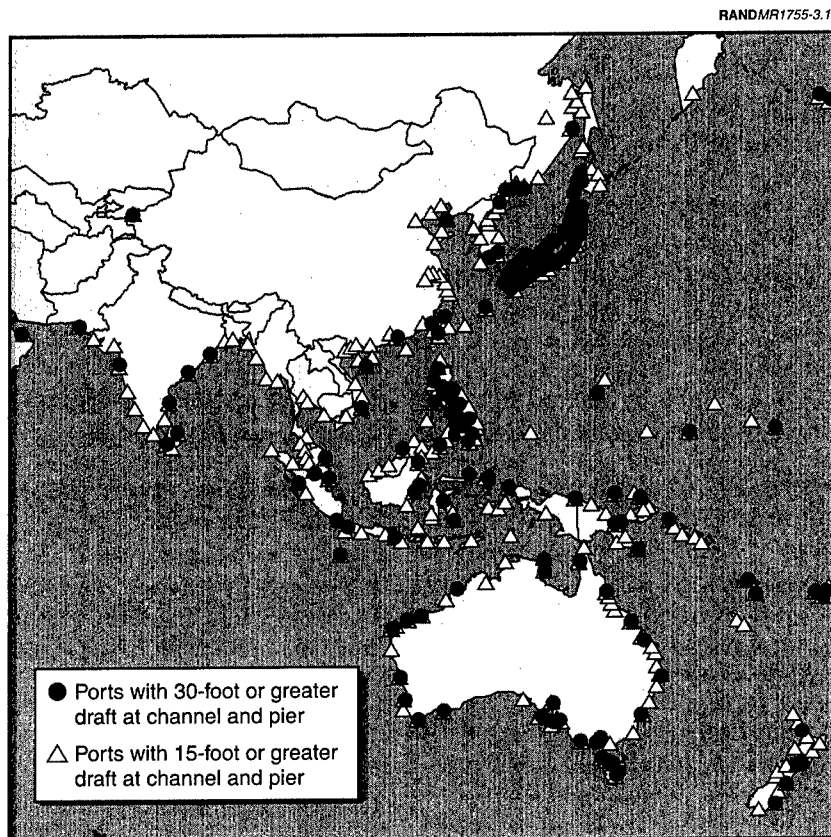 RANDMR1755-3.1
Ports with 30-foot or greater
draft at channel and pier
Ports with 15-foot or greater
draft at channel and pier